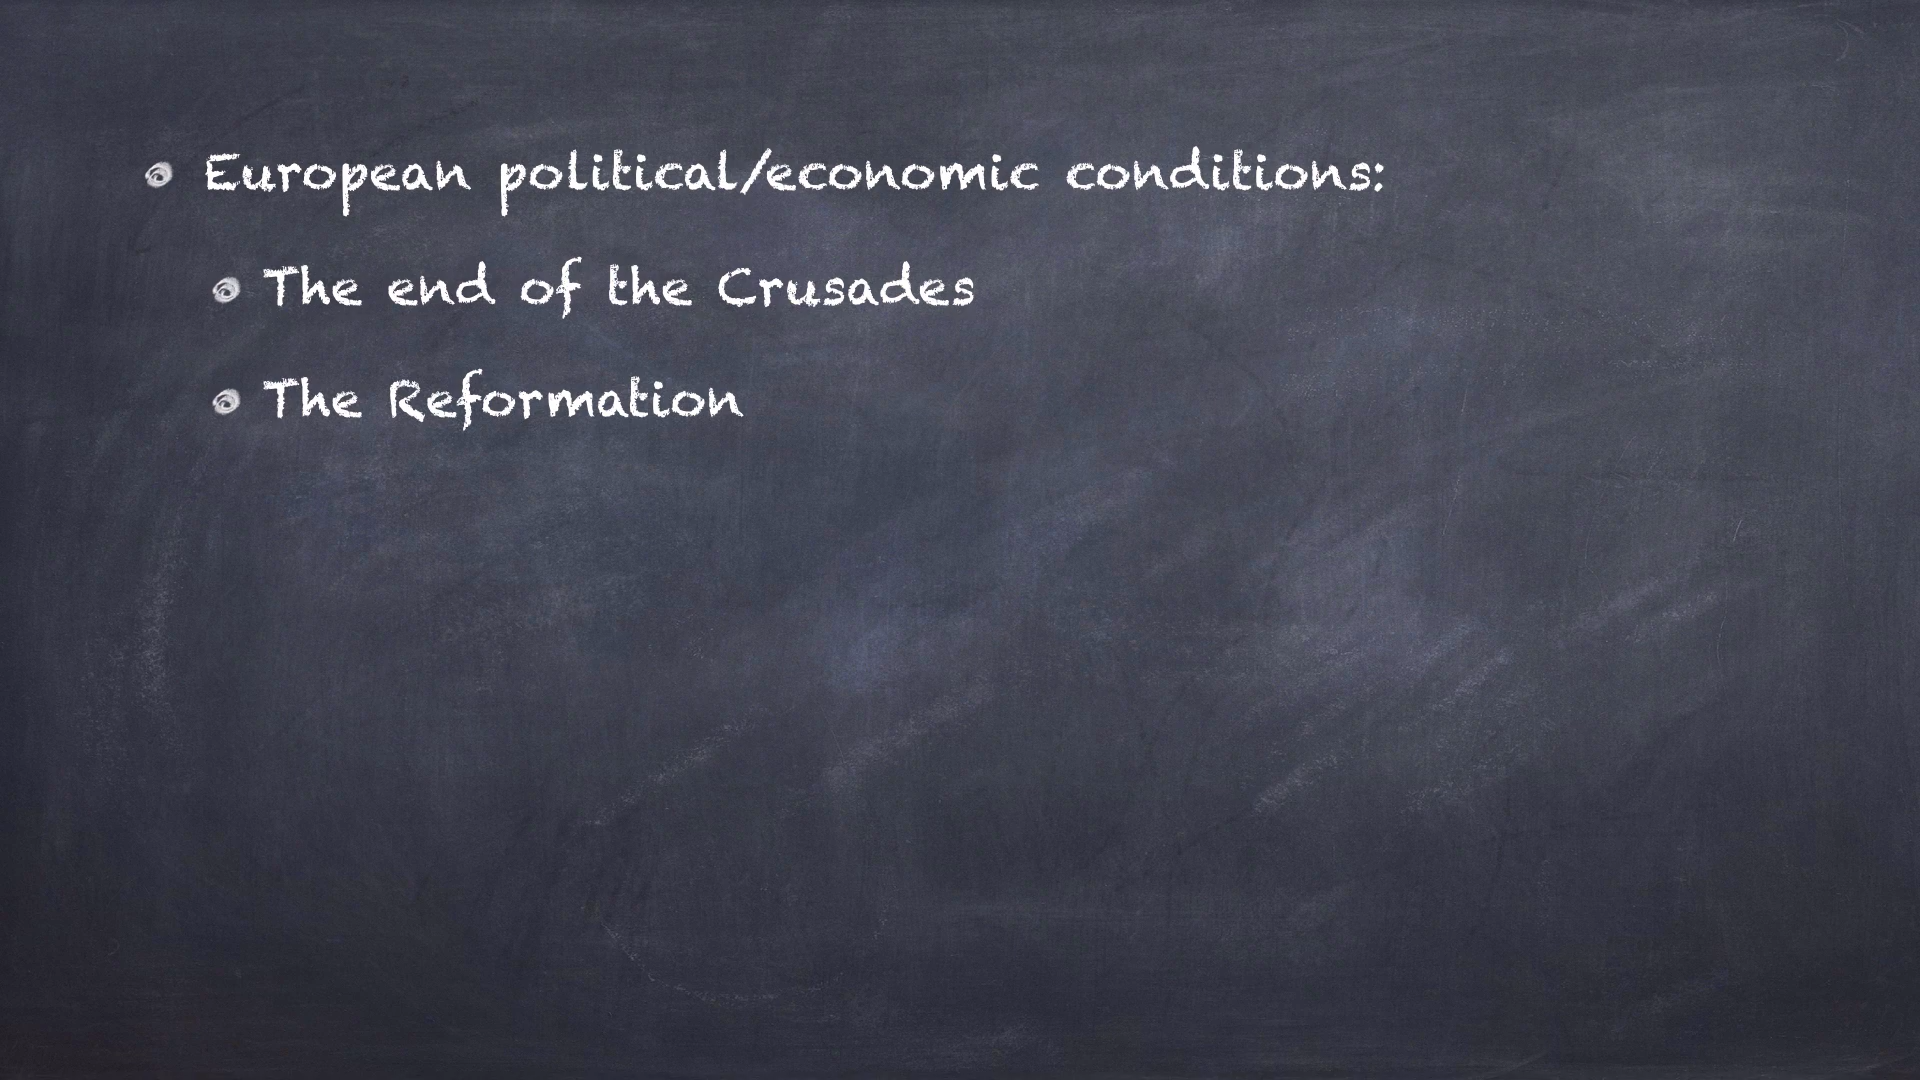 European political/economic conditions:
The end of the Crusades
The Reformation